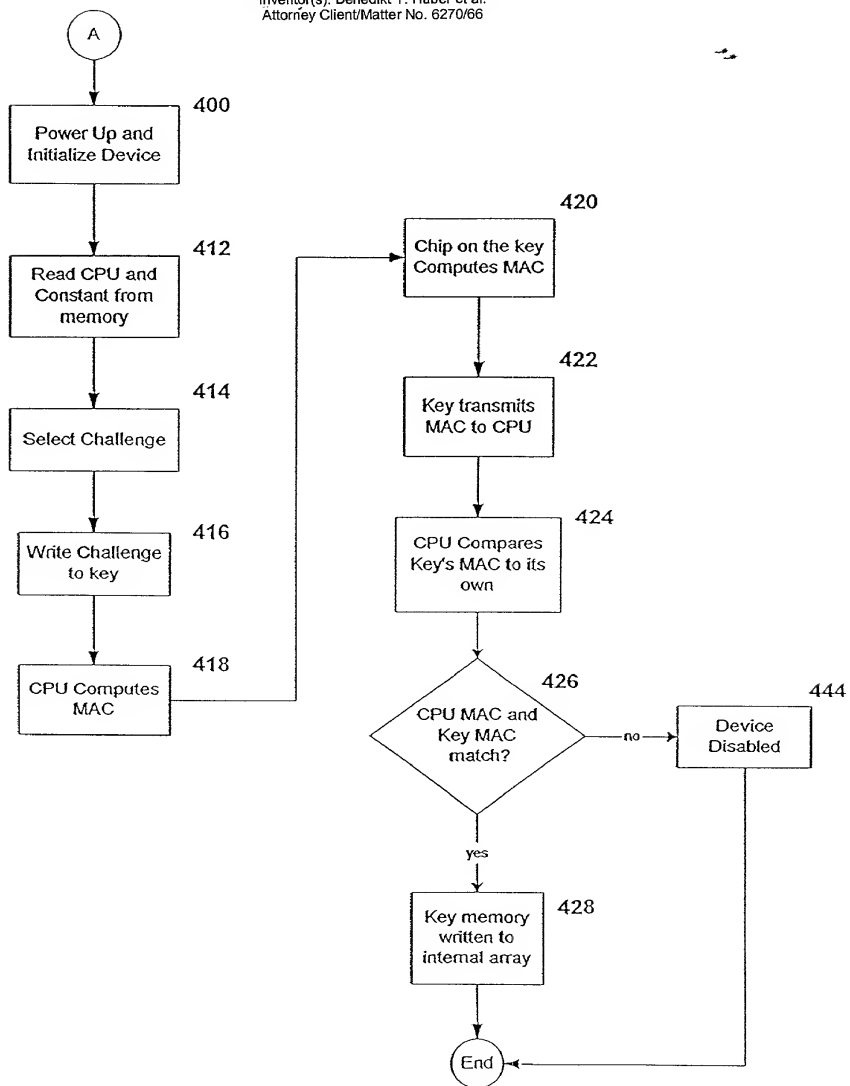 Inventor(s): Benedikt T. Huber et al.
Attorney Client/Matter No. 6270/66
A
400
Power Up and
Initialize Device
412
Read CPU and
Constant from
memory
414
Select Challenge
416
Write Challenge
to key
418
CPU Computes
MAC
420
Chip on the key
Computes MAC
422
Key transmits
MAC to CPU
424
CPU Compares
Key's MAC to its
own
426
CPU MAC and
Key MAC
match?
no
444
Device
Disabled
yes
428
Key memory
written to
internal array
End